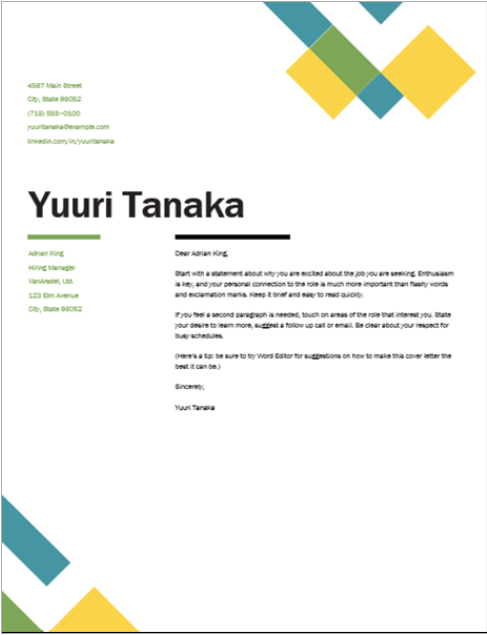 4567 Main Street
City, State 98052
(718) 555–0100
yuuritanaka@example.com
linkedin.com/in/yuuritanaka
Yuuri Tanaka
Adrian King
Hiring Manager
VanArsdel, Ltd.
123 Elm Avenue
City, State 98052
Dear Adrian King,
Start with a statement about why you are excited about the job you are seeking. Enthusiasm
is key, and your personal connection to the role is much more important than flashy words
and exclamation marks. Keep it brief and easy to read quickly.
If you feel a second paragraph is needed, touch on areas of the role that interest you. State
your desire to learn more, suggest a follow up call or email. Be clear about your respect for
busy schedules.
(Here's a tip: be sure to try Word Editor for suggestions on how to make this cover letter the
best it can be.)
Sincerely,
Yuuri Tanaka